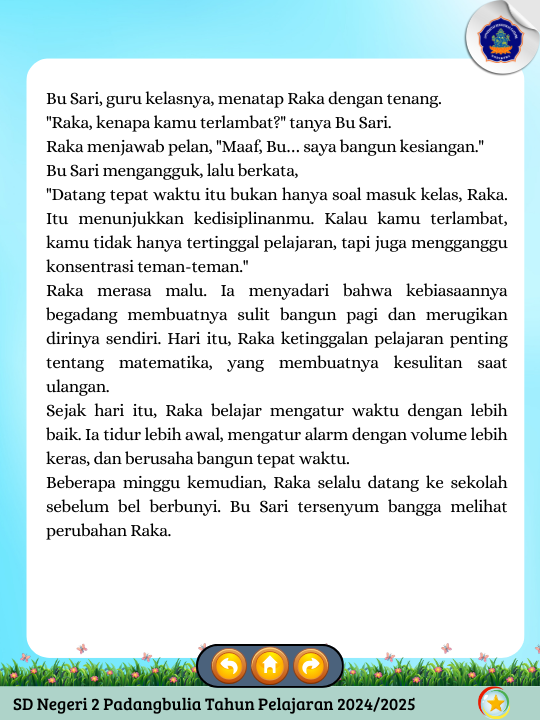 Bu Sari, guru kelasnya, menatap Raka dengan tenang.
"Raka, kenapa kamu terlambat?" tanya Bu Sari.
Raka menjawab pelan, "Maaf, Bu... saya bangun kesiangan."
Bu Sari mengangguk, lalu berkata,
"Datang tepat waktu itu bukan hanya soal masuk kelas, Raka.
Itu menunjukkan kedisiplinanmu. Kalau kamu terlambat,
kamu tidak hanya tertinggal pelajaran, tapi juga mengganggu
konsentrasi teman-teman."
Raka merasa malu. Ia menyadari bahwa kebiasaannya
begadang membuatnya sulit bangun pagi dan merugikan
dirinya sendiri. Hari itu, Raka ketinggalan pelajaran penting
tentang matematika, yang membuatnya kesulitan saat
ulangan.
Sejak hari itu, Raka belajar mengatur waktu dengan lebih
baik. Ia tidur lebih awal, mengatur alarm dengan volume lebih
keras, dan berusaha bangun tepat waktu.
Beberapa minggu kemudian, Raka selalu datang ke sekolah
sebelum bel berbunyi. Bu Sari tersenyum bangga melihat
perubahan Raka.
SD Negeri 2 Padangbulia Tahun Pelajaran 2024/2025